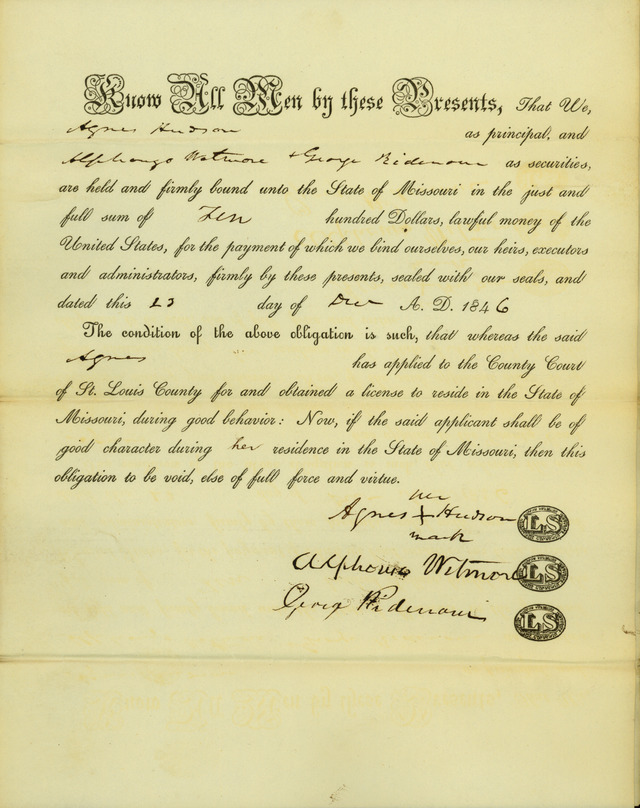 Know All Men by these Presents, That We,
Agnes Hudson as principal, and
Alphonzo Wetmore & George Ridenour as securities,
are held and firmly bound unto the State of Missouri in the just and
full sum of Ten hundred Dollars, lawful money of the
United States, for the payment of which we bind ourselves, our heirs, executors
and administrators, firmly by these presents, sealed with our seals, and
dated this 23 day of Dec A. D. 1846
The condition of the above obligation is such, that whereas the said
Agnes has applied to the County Court
of St. Louis County for and obtained a license to reside in the State of
Missouri, during good behavior: Now, if the said applicant shall be of
good character during her residence in the State of Missouri, then this
obligation to be void, else of full force and virtue.
her
Agnes X Hudson LS
mark
Alphonso Wetmore LS
George Ridenour LS